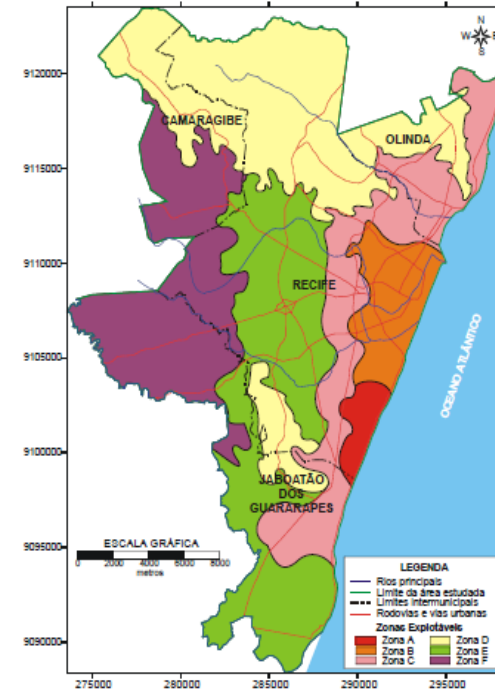 N
W E
S
9120000
CAMARAGIBE
OLINDA
9115000
9110000
RECIFE
9105000
OCEANO ATLÂNTICO
9100000
JABOATÃO
DOS
GUARARAPES
9095000
ESCALA GRÁFICA
0 2000 4000 6000 8000
metros
9090000
LEGENDA
Rios principais
Limite da área estudada
Limites Intermunicipais
Rodovias e vias urbanas
Zonas Explotáveis
Zona A Zona D
Zona B Zona E
Zona C Zona F
275000 280000 285000 290000 295000